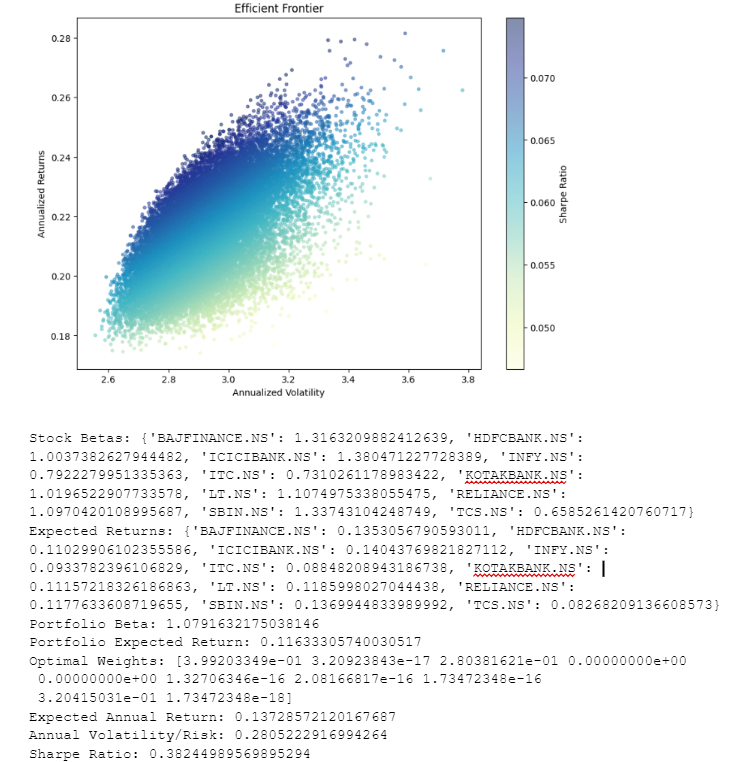 Efficient Frontier
0.28
0.26
0.24
0.22
0.20
0.18
Annualized Returns
2.6 2.8 3.0 3.2 3.4 3.6 3.8
Annualized Volatility
0.070
0.065
0.060
0.055
0.050
Sharpe Ratio
Stock Betas: {'BAJFINANCE.NS': 1.3163209882412639, 'HDFCBANK.NS':
1.0037382627944482, 'ICICIBANK.NS': 1.380471227728389, 'INFY.NS':
0.7922279951335363, 'ITC.NS': 0.7310261178983422, 'KOTAKBANK.NS':
1.0196522907733578, 'LT.NS': 1.1074975338055475, 'RELIANCE.NS':
1.0970420108995687, 'SBIN.NS': 1.33743104248749, 'TCS.NS': 0.6585261420760717}
Expected Returns: {'BAJFINANCE.NS': 0.1353056790593011, 'HDFCBANK.NS':
0.11029906102355586, 'ICICIBANK.NS': 0.14043769821827112, 'INFY.NS':
0.0933782396106829, 'ITC.NS': 0.08848208943186738, 'KOTAKBANK.NS':
0.11157218326186863, 'LT.NS': 0.1185998027044438, 'RELIANCE.NS':
0.1177633608719655, 'SBIN.NS': 0.1369944833989992, 'TCS.NS': 0.08268209136608573}
Portfolio Beta: 1.0791632175038146
Portfolio Expected Return: 0.11633305740030517
Optimal Weights: [3.99203349e-01 3.20923843e-17 2.80381621e-01 0.00000000e+00
0.00000000e+00 1.32706346e-16 2.08166817e-16 1.73472348e-16
3.20415031e-01 1.73472348e-18]
Expected Annual Return: 0.13728572120167687
Annual Volatility/Risk: 0.2805222916994264
Sharpe Ratio: 0.38244989569895294